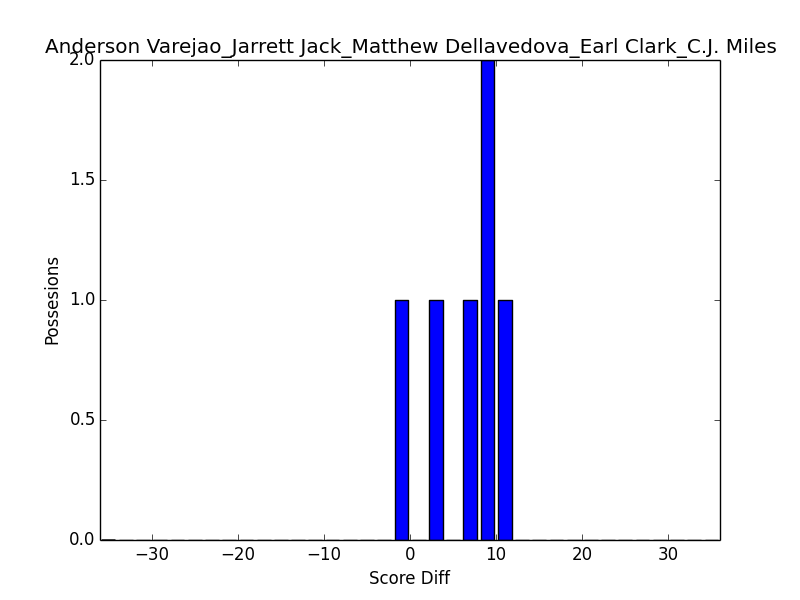 Anderson Varejao_Jarrett Jack_Matthew Dellavedova_Earl Clark_C.J. Miles
2.0
1.5
1.0
0.5
0.0
Possesions
−30 −20 −10 0 10 20 30
Score Diff